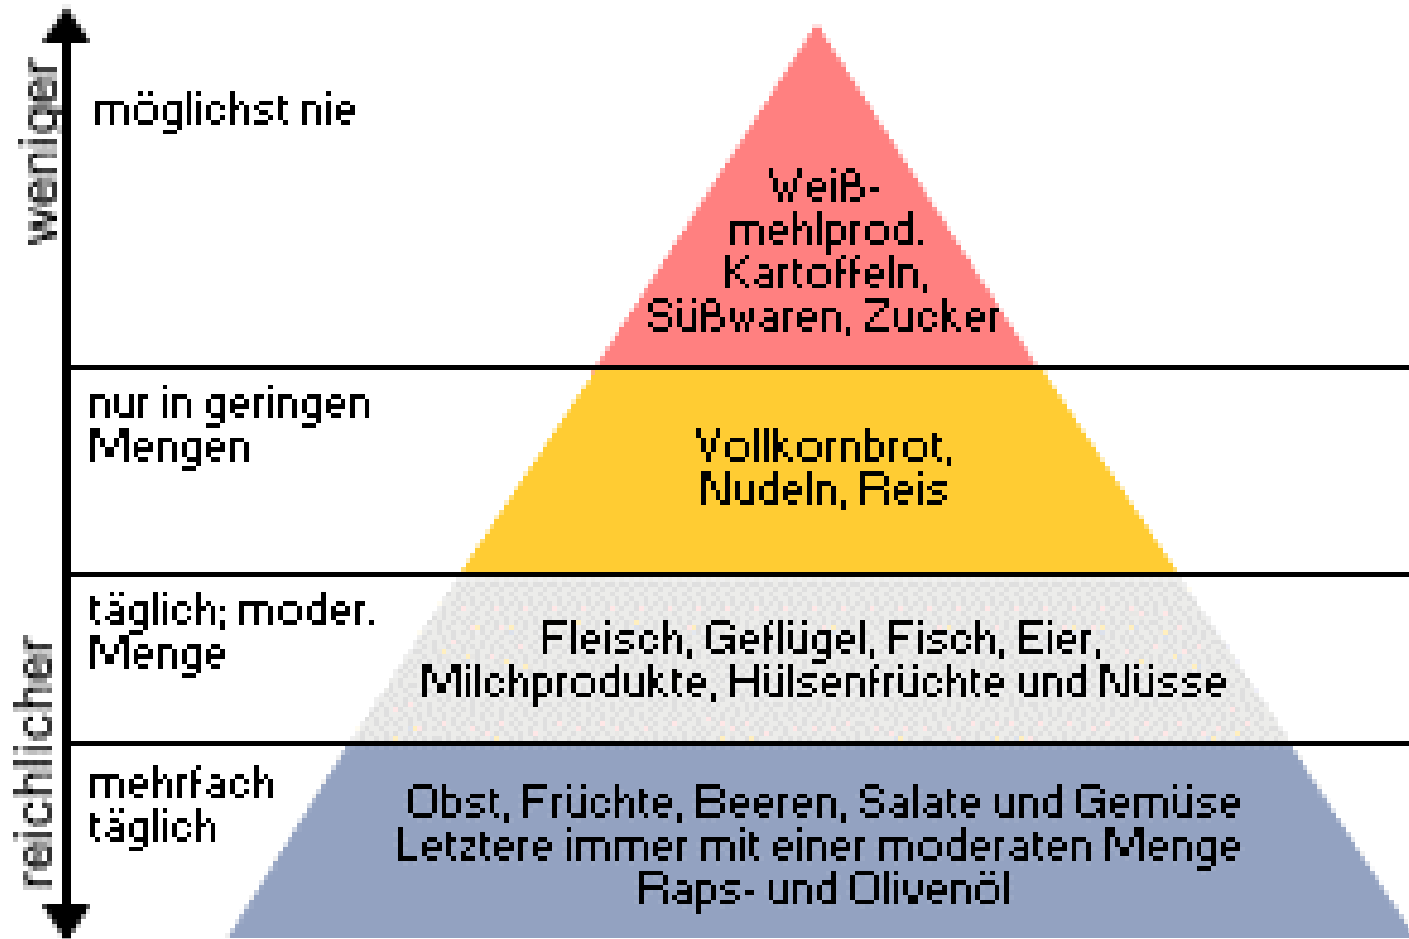 weniger
möglichst nie
Weiß-
mehlprod.
Kartoffeln,
Süßwaren, Zucker
nur in geringen
Mengen
Vollkornbrot,
Nudeln, Reis
reichlicher
täglich; moder.
Menge
Fleisch, Geflügel, Fisch, Eier,
Milchprodukte, Hülsenfrüchte und Nüsse
mehrfach
täglich
Obst, Früchte, Beeren, Salate und Gemüse
Letztere immer mit einer moderaten Menge
Raps- und Olivenöl